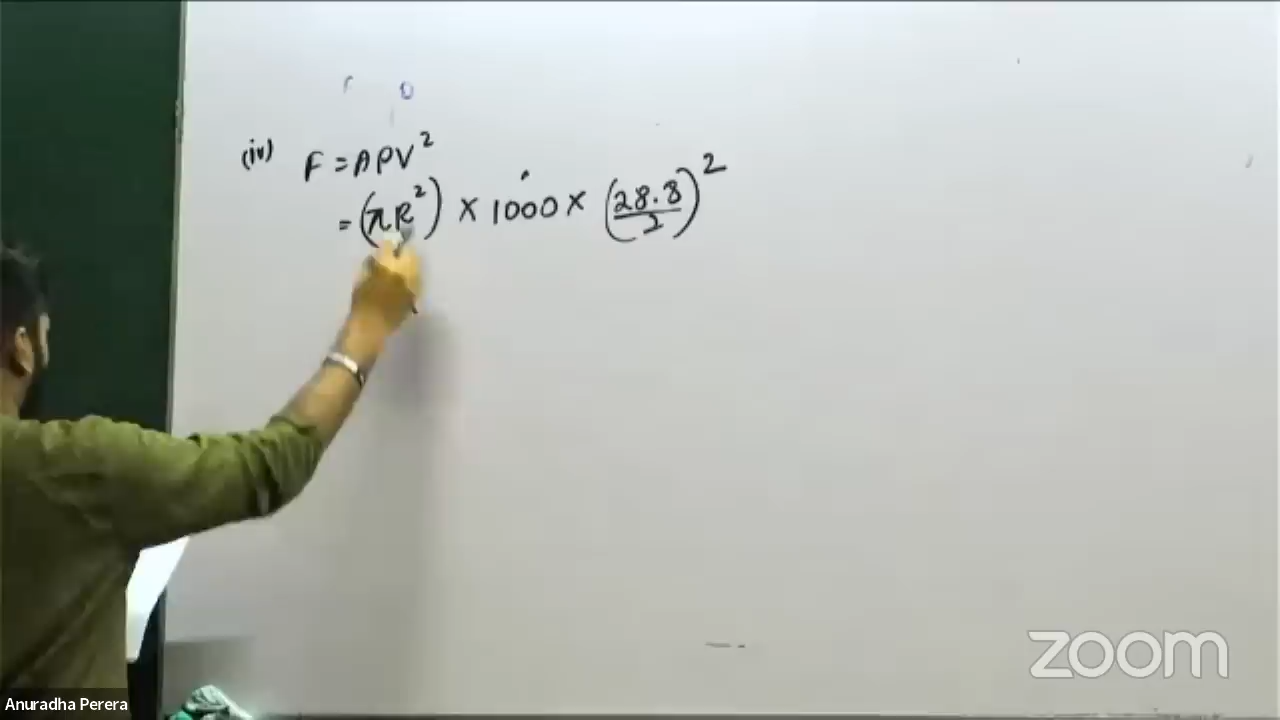 (iv) F = Aρv²
= (πR²) × 1000 × (28.8/2)²
zoom
Anuradha Perera